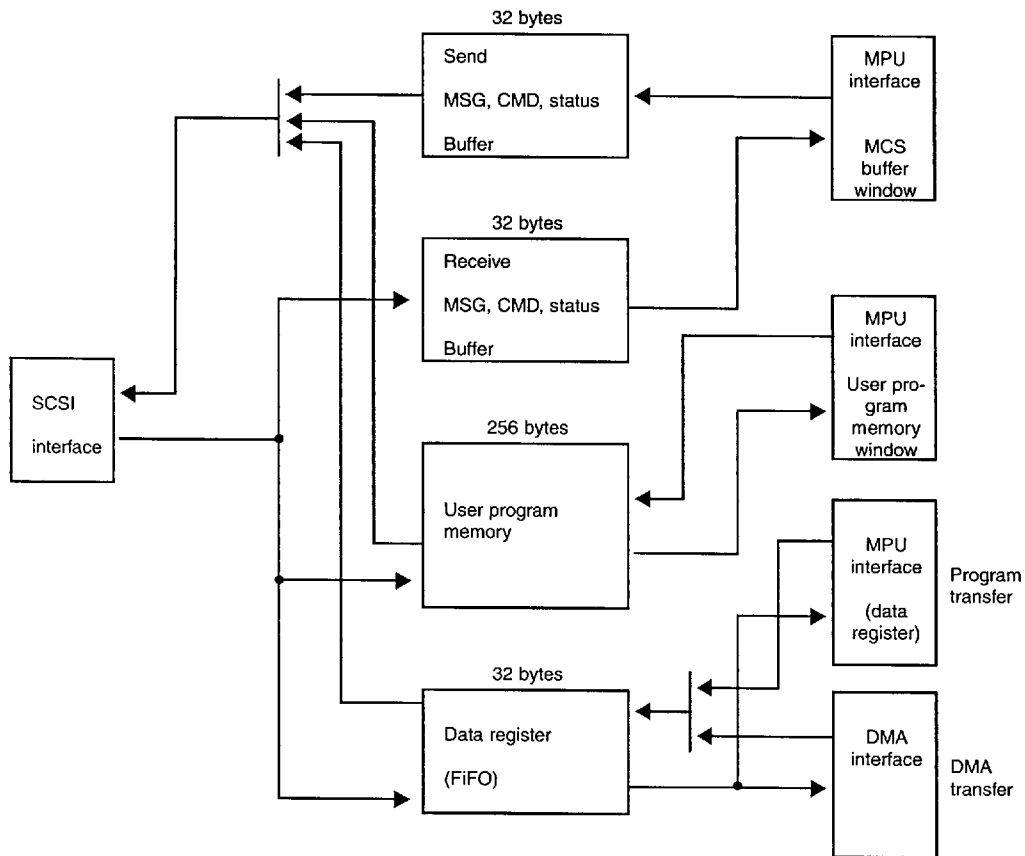 32 bytes
Send
MSG, CMD, status
Buffer
MPU
interface
MCS
buffer
window
32 bytes
Receive
MSG, CMD, status
Buffer
MPU
interface
User pro-
gram
memory
window
SCSI
interface
256 bytes
User program
memory
MPU
interface
(data
register)
Program
transfer
32 bytes
Data register
(FiFO)
DMA
interface
DMA
transfer